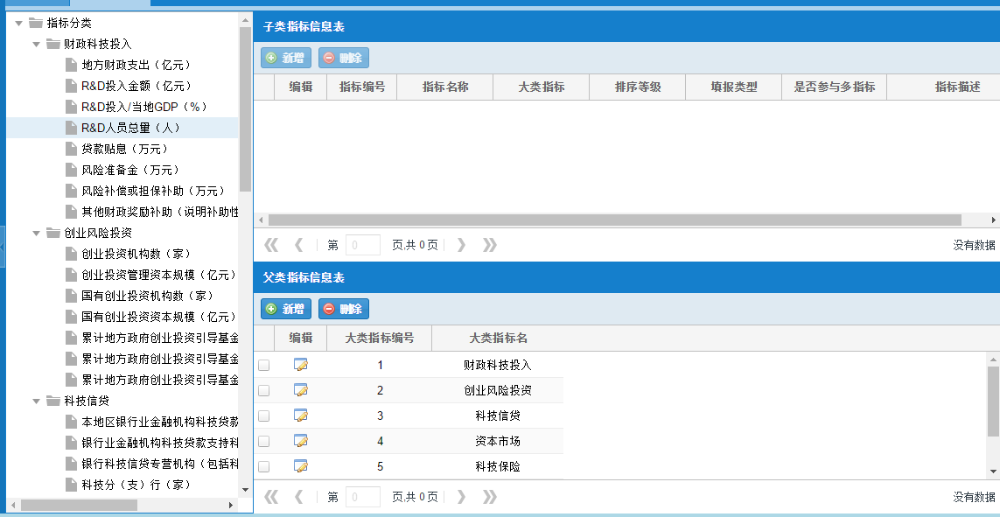 指标分类
财政科技投入
地方财政支出（亿元）
R&D投入金额（亿元）
R&D投入/当地GDP（%）
R&D人员总量（人）
贷款贴息（万元）
风险准备金（万元）
风险补偿或担保补助（万元）
其他财政奖励补助（说明补助性
创业风险投资
创业投资机构数（家）
创业投资管理资本规模（亿元）
国有创业投资机构数（家）
国有创业投资资本规模（亿元）
累计地方政府创业投资引导基金
累计地方政府创业投资引导基金
累计地方政府创业投资引导基金
科技信贷
本地区银行业金融机构科技贷款
银行业金融机构科技贷款支持科
银行科技信贷专营机构（包括科
科技分（支）行（家）
子类指标信息表
新增 删除
编辑 指标编号 指标名称 大类指标 排序等级 填报类型 是否参与多指标 指标描述
第 0 页,共 0 页 没有数据
父类指标信息表
新增 删除
编辑 大类指标编号 大类指标名
1 财政科技投入
2 创业风险投资
3 科技信贷
4 资本市场
5 科技保险
第 0 页,共 0 页 没有数据